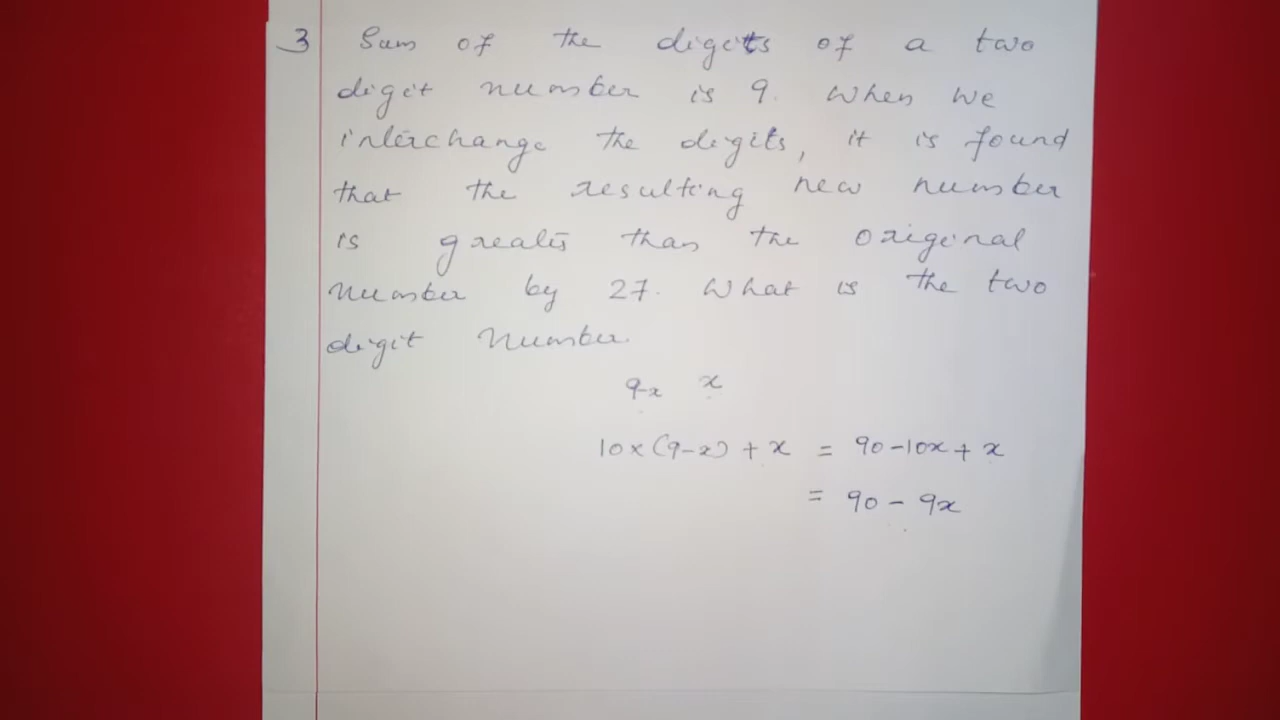 3 Sum of the digits of a two
digit number is 9. When we
interchange the digits, it is found
that the resulting new number
is greater than the original
number by 27. What is the two
digit number.
9-x x
10×(9-x) + x = 90-10x + x
= 90 - 9x